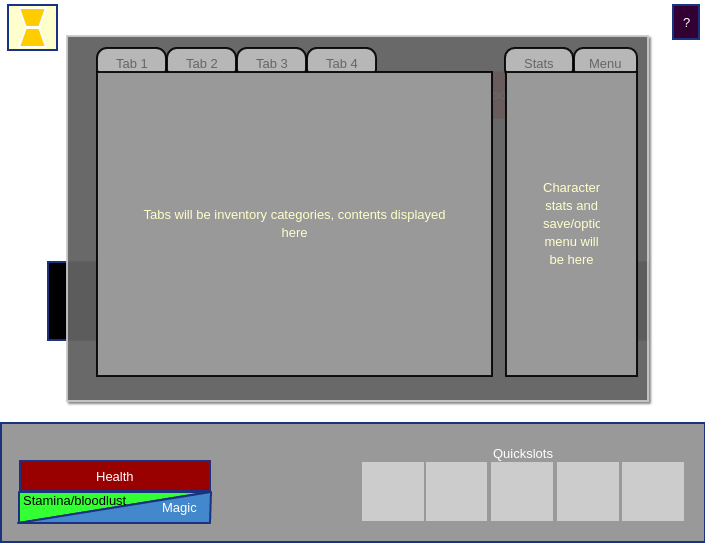 ?
Tab 1 Tab 2 Tab 3 Tab 4 Stats Menu
Tabs will be inventory categories, contents displayed
here
Character
stats and
save/optic
menu will
be here
Quickslots
Health
Stamina/bloodlust
Magic